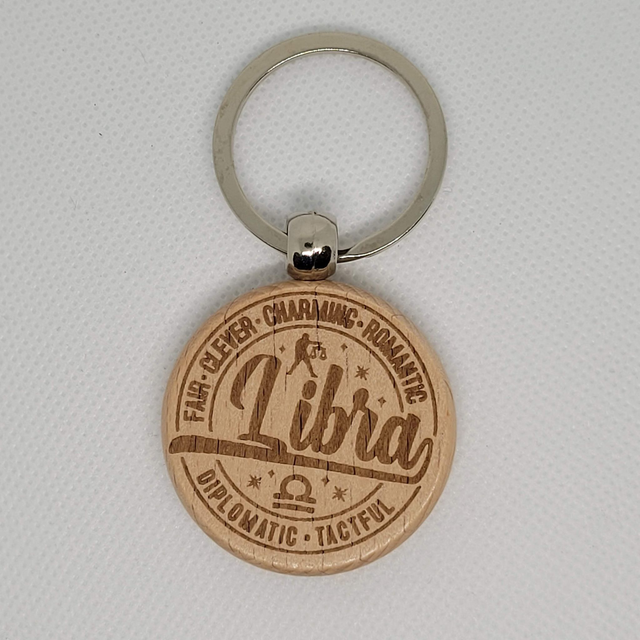 FAIR · CLEVER · CHARMING · ROMANTIC
Libra
DIPLOMATIC · TACTFUL